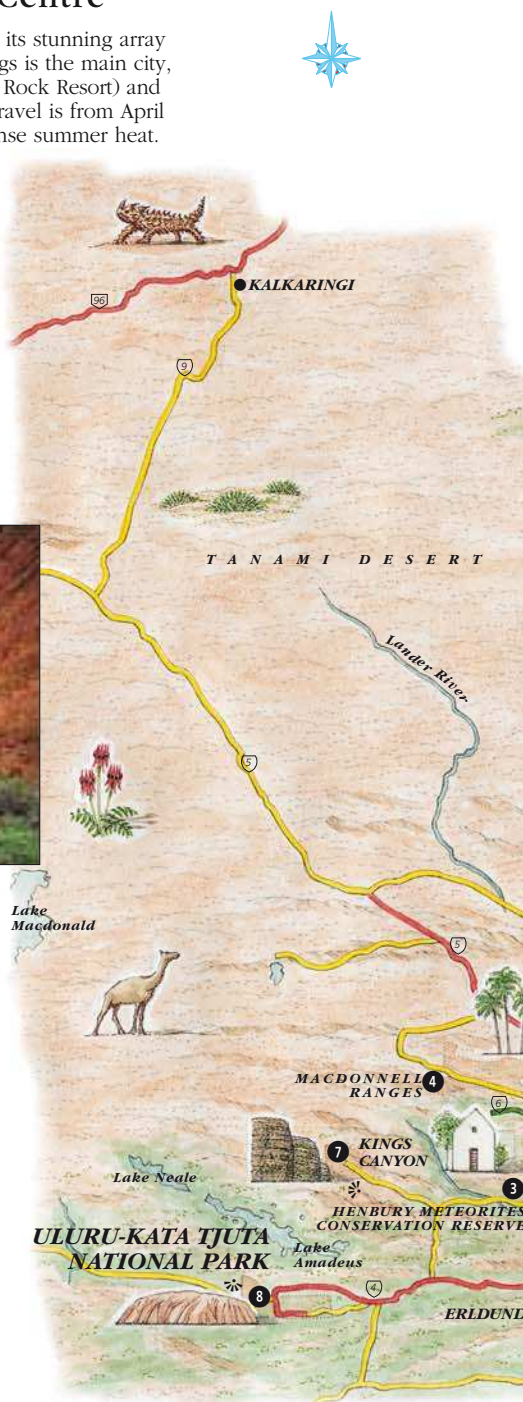 Centre
its stunning array
gs is the main city,
Rock Resort) and
ravel is from April
nse summer heat.
96
KALKARINGI
9
TANAMI DESERT
Lander River
5
Lake
Macdonald
5
MACDONNELL 4
RANGES
6
7 KINGS
CANYON
Lake Neale
3
HENBURY METEORITES
CONSERVATION RESERVE
ULURU-KATA TJUTA
NATIONAL PARK
Lake
Amadeus
8
4
ERLDUND